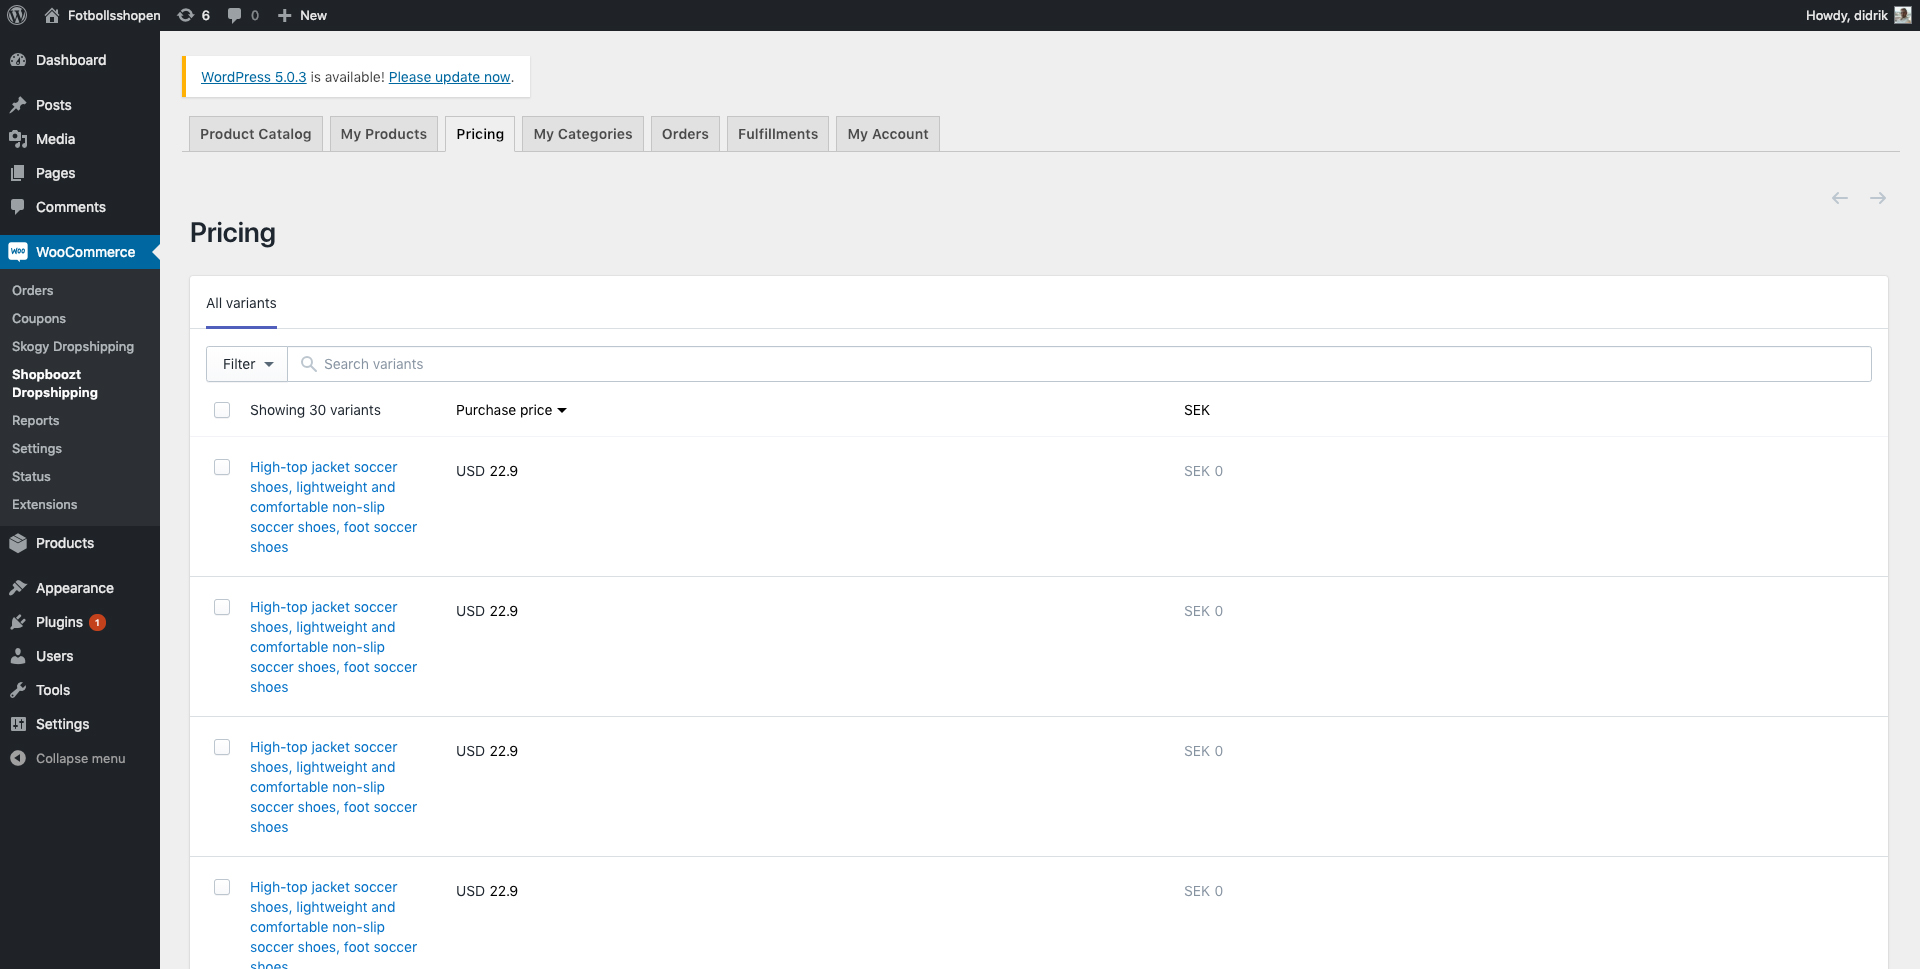 Fotbollsshopen 6 0 New Howdy, didrik
Dashboard
Posts
Media
Pages
Comments
WOO WooCommerce
Orders
Coupons
Skogy Dropshipping
Shopboozt
Dropshipping
Reports
Settings
Status
Extensions
Products
Appearance
Plugins 1
Users
Tools
Settings
Collapse menu
WordPress 5.0.3 is available! Please update now.
Product Catalog My Products Pricing My Categories Orders Fulfillments My Account
Pricing
All variants
Filter Search variants
Showing 30 variants Purchase price SEK
High-top jacket soccer
shoes, lightweight and
comfortable non-slip
soccer shoes, foot soccer
shoes
USD 22.9 SEK 0
High-top jacket soccer
shoes, lightweight and
comfortable non-slip
soccer shoes, foot soccer
shoes
USD 22.9 SEK 0
High-top jacket soccer
shoes, lightweight and
comfortable non-slip
soccer shoes, foot soccer
shoes
USD 22.9 SEK 0
High-top jacket soccer
shoes, lightweight and
comfortable non-slip
soccer shoes, foot soccer
shoes
USD 22.9 SEK 0